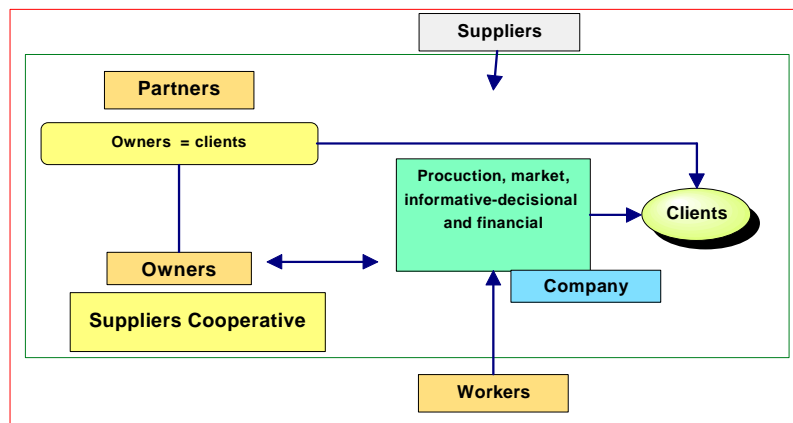 Suppliers
Partners
Owners = clients
Procuction, market,
informative-decisional
and financial
Clients
Owners
Company
Suppliers Cooperative
Workers